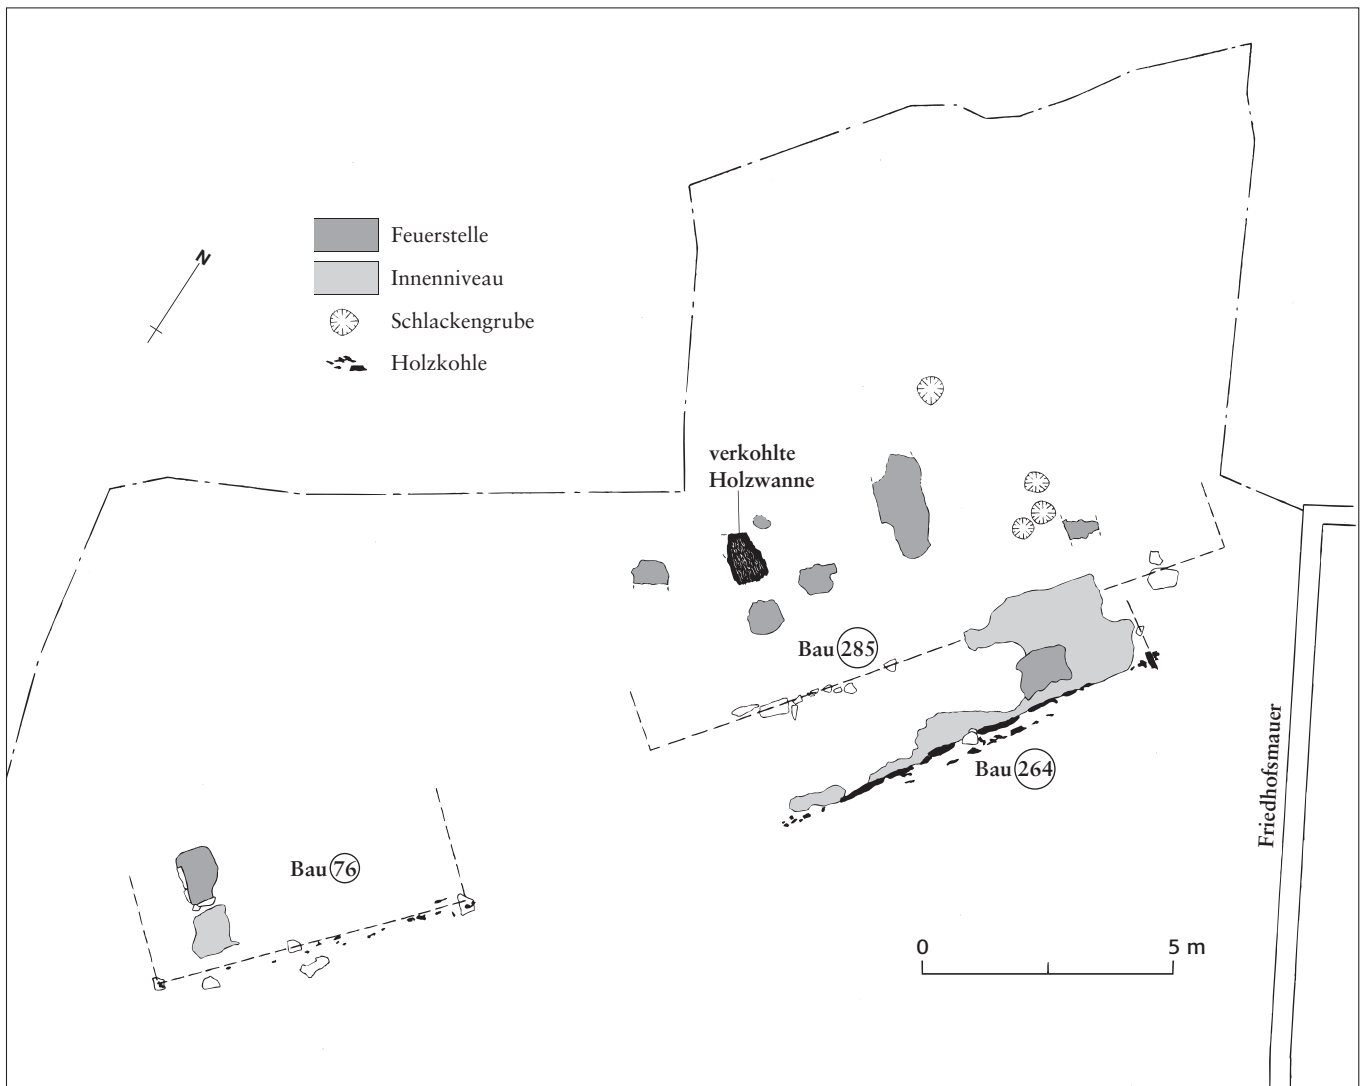 N
Feuerstelle
Innenniveau
Schlackengrube
Holzkohle
verkohlte
Holzwanne
Bau 285
Bau 264
Friedhofsmauer
Bau 76
0 5 m